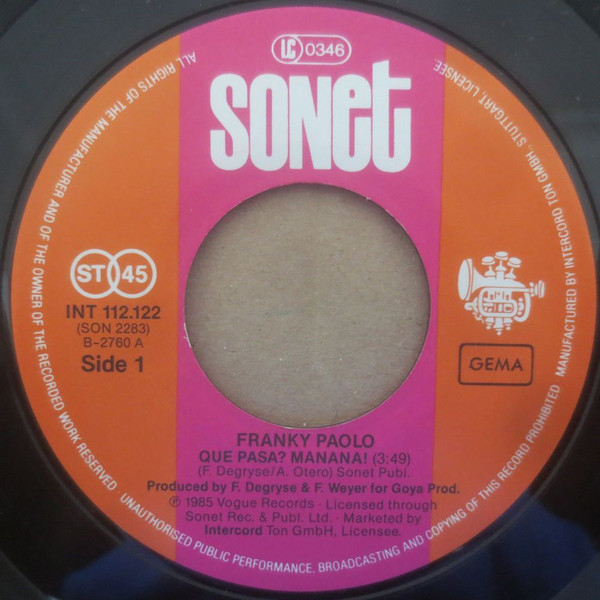 LC 0346
sonet
ST 45
INT 112.122
(SON 2283)
B-2760 A
Side 1
GEMA
FRANKY PAOLO
QUE PASA? MANANA! (3:49)
(F. Degryse/A. Otero) Sonet Publ.
Produced by F. Degryse & F. Weyer for Goya Prod.
℗ 1985 Vogue Records · Licensed through
Sonet Rec. & Publ. Ltd. · Marketed by
Intercord Ton GmbH, Licensee.
ALL RIGHTS OF THE MANUFACTURER AND OF THE OWNER OF THE RECORDED WORK RESERVED
UNAUTHORISED PUBLIC PERFORMANCE, BROADCASTING AND COPYING OF THIS RECORD PROHIBITED
MANUFACTURED BY INTERCORD TON GMBH, STUTTGART, LICENSEE.